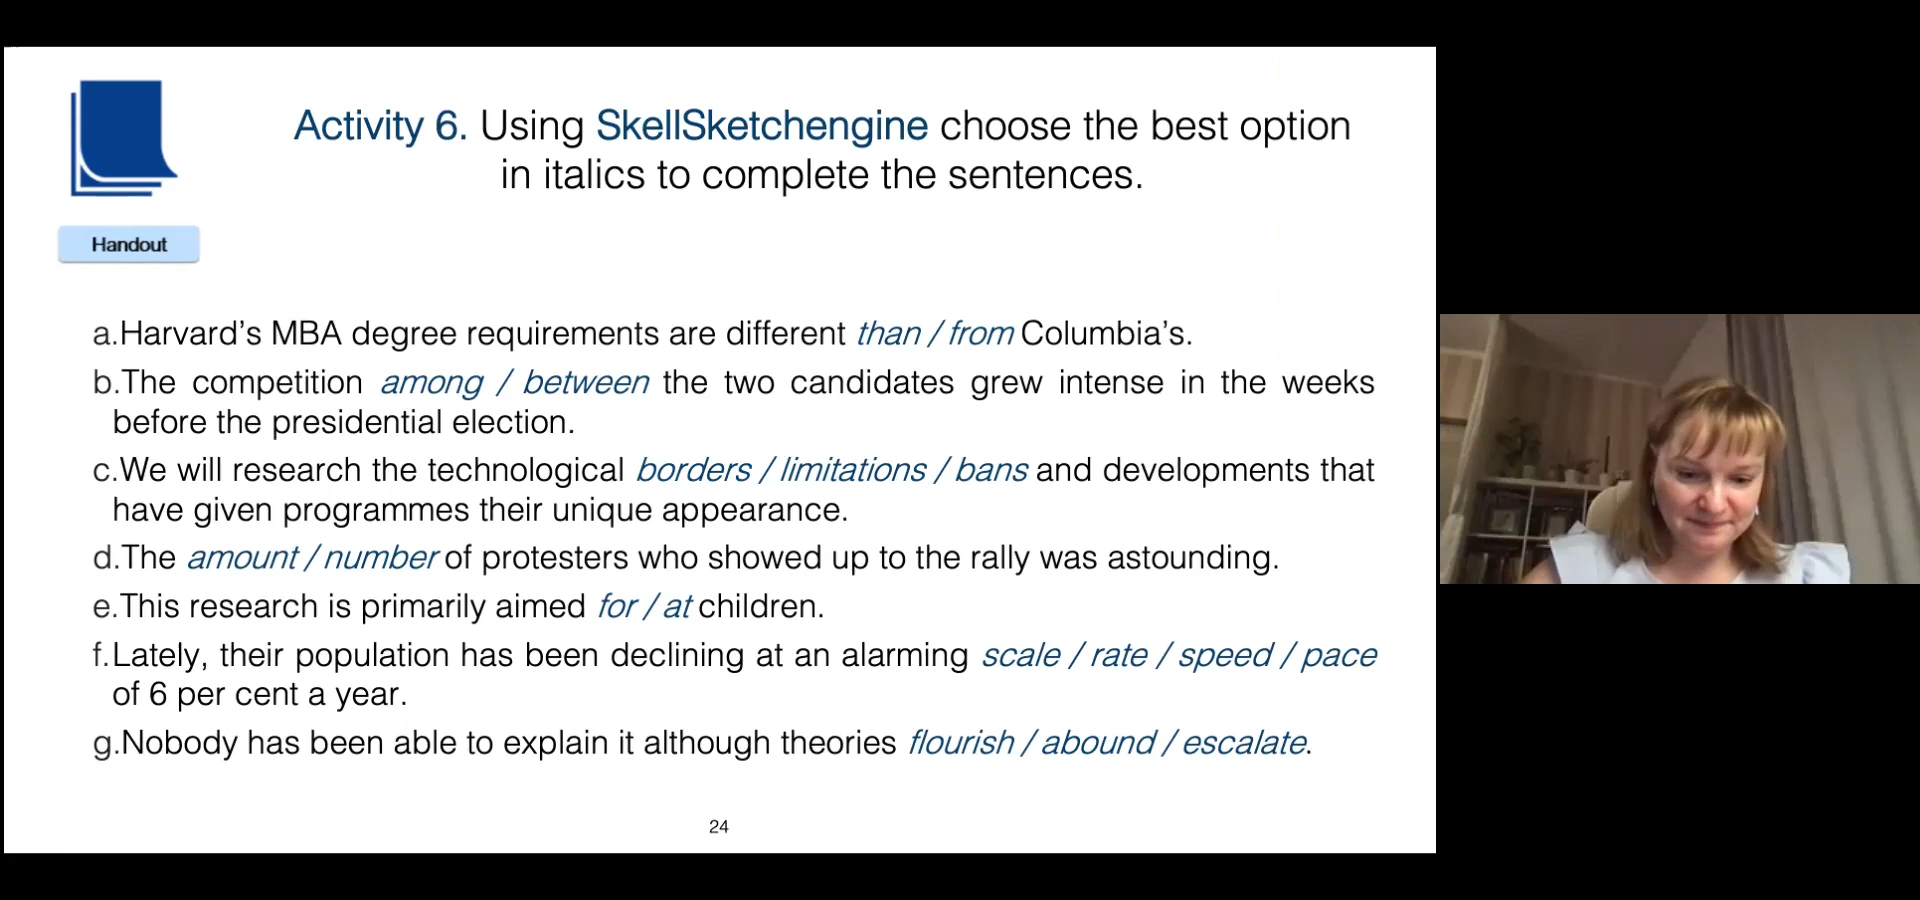 Activity 6. Using SkellSketchengine choose the best option
in italics to complete the sentences.
Handout
a.Harvard's MBA degree requirements are different than / from Columbia's.
b.The competition among / between the two candidates grew intense in the weeks
before the presidential election.
c.We will research the technological borders / limitations / bans and developments that
have given programmes their unique appearance.
d.The amount / number of protesters who showed up to the rally was astounding.
e.This research is primarily aimed for / at children.
f.Lately, their population has been declining at an alarming scale / rate / speed / pace
of 6 per cent a year.
g.Nobody has been able to explain it although theories flourish / abound / escalate.
24